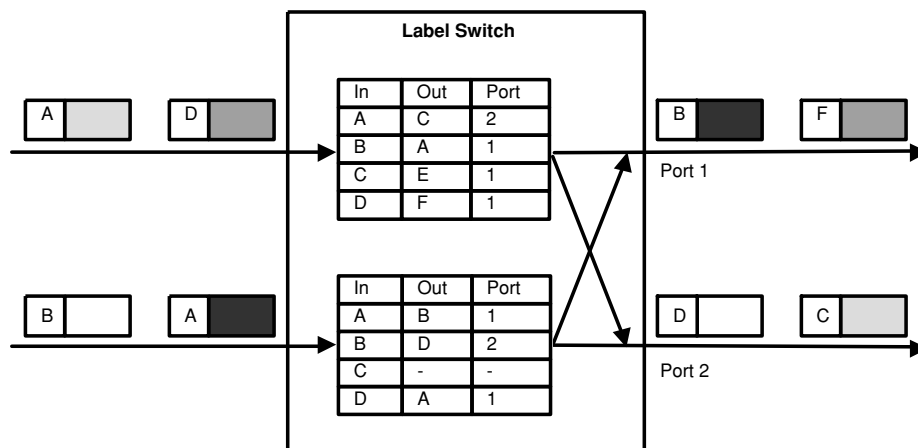 Label Switch
In Out Port
A C 2
B A 1
C E 1
D F 1
A D
B F
Port 1
In Out Port
A B 1
B D 2
C - -
D A 1
B A
D C
Port 2